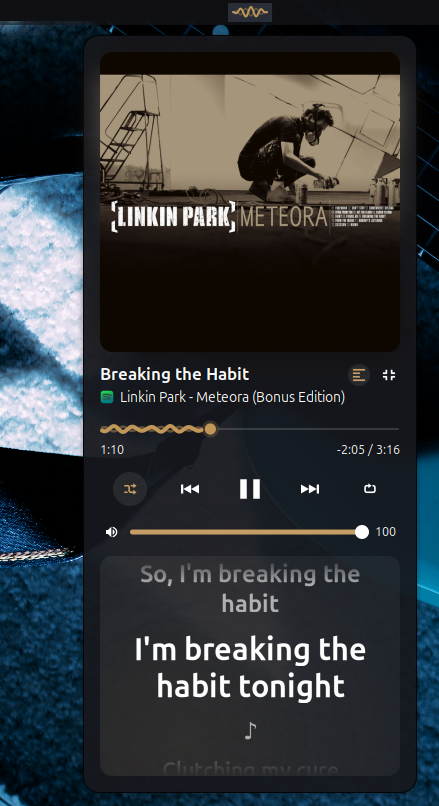 [LINKIN PARK] METEORA
Breaking the Habit
Linkin Park - Meteora (Bonus Edition)
1:10
-2:05 / 3:16
100
So, I'm breaking the
habit
I'm breaking the
habit tonight
♪
Clutching my cure